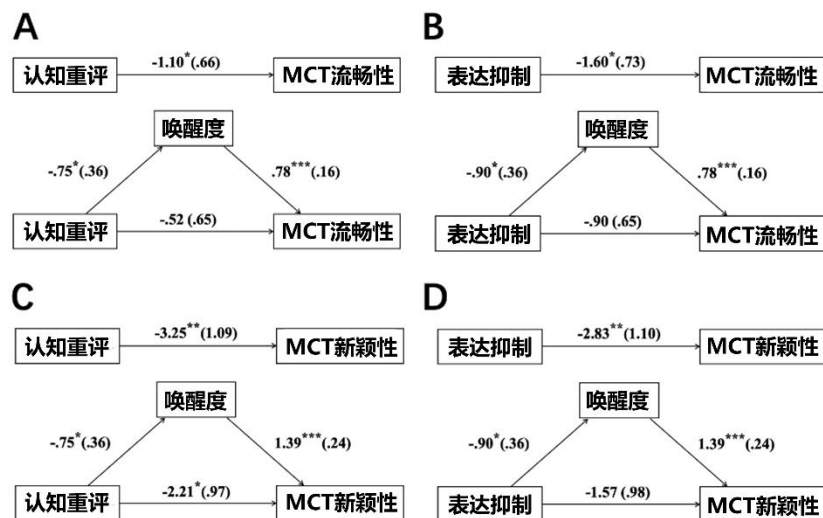 A
-1.10*(.66)
认知重评
MCT流畅性
唤醒度
-.75*(.36)
.78***(.16)
-.52 (.65)
认知重评
MCT流畅性
B
-1.60*(.73)
表达抑制
MCT流畅性
唤醒度
-.90*(.36)
.78***(.16)
-.90 (.65)
表达抑制
MCT流畅性
C
-3.25**(1.09)
认知重评
MCT新颖性
唤醒度
-.75*(.36)
1.39***(.24)
-2.21*(.97)
认知重评
MCT新颖性
D
-2.83**(1.10)
表达抑制
MCT新颖性
唤醒度
-.90*(.36)
1.39***(.24)
-1.57 (.98)
表达抑制
MCT新颖性